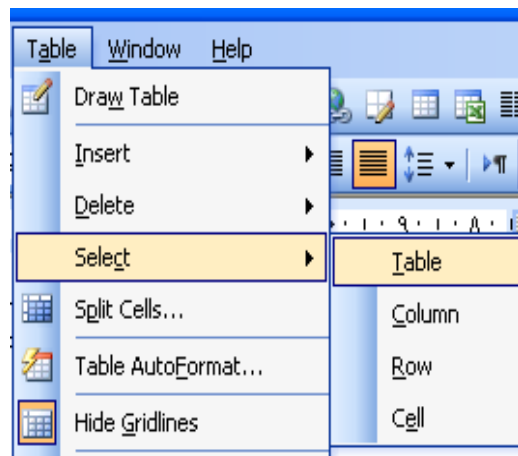 Table Window Help
Draw Table
Insert
Delete
Select
Table
Split Cells...
Column
Table AutoFormat...
Row
Hide Gridlines
Cell